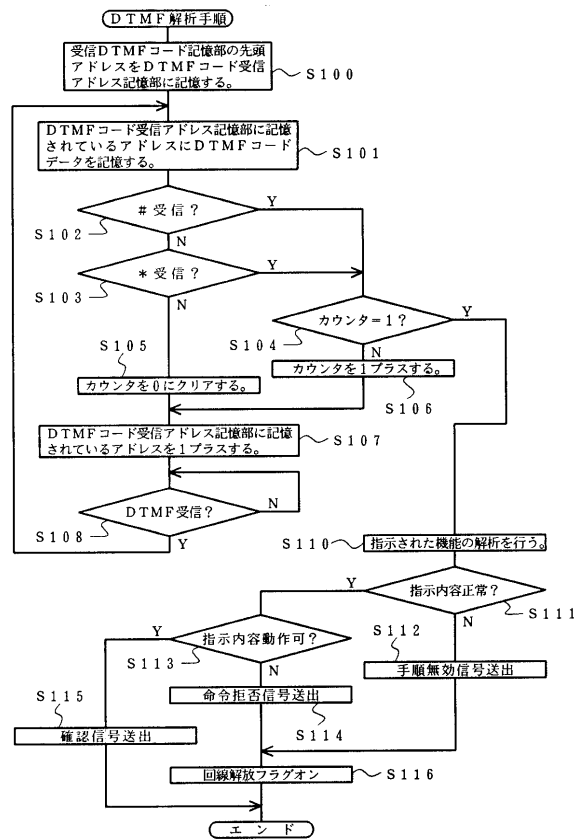 DTMF解析手順
受信DTMFコード記憶部の先頭
アドレスをDTMFコード受信
アドレス記憶部に記憶する。
S100
DTMFコード受信アドレス記憶部に記憶
されているアドレスにDTMFコード
データを記憶する。
S101
#受信?
Y
S102
N
*受信?
Y
S103
N
カウンタ=1?
Y
S104
N
S105
カウンタを0にクリアする。
カウンタを1プラスする。
S106
DTMFコード受信アドレス記憶部に記憶
されているアドレスを1プラスする。
S107
DTMF受信?
N
S108
Y
S110
指示された機能の解析を行う。
指示内容正常?
Y
S111
N
指示内容動作可?
Y
S113
N
S112
手順無効信号送出
命令拒否信号送出
S114
S115
確認信号送出
回線解放フラグオン
S116
エンド